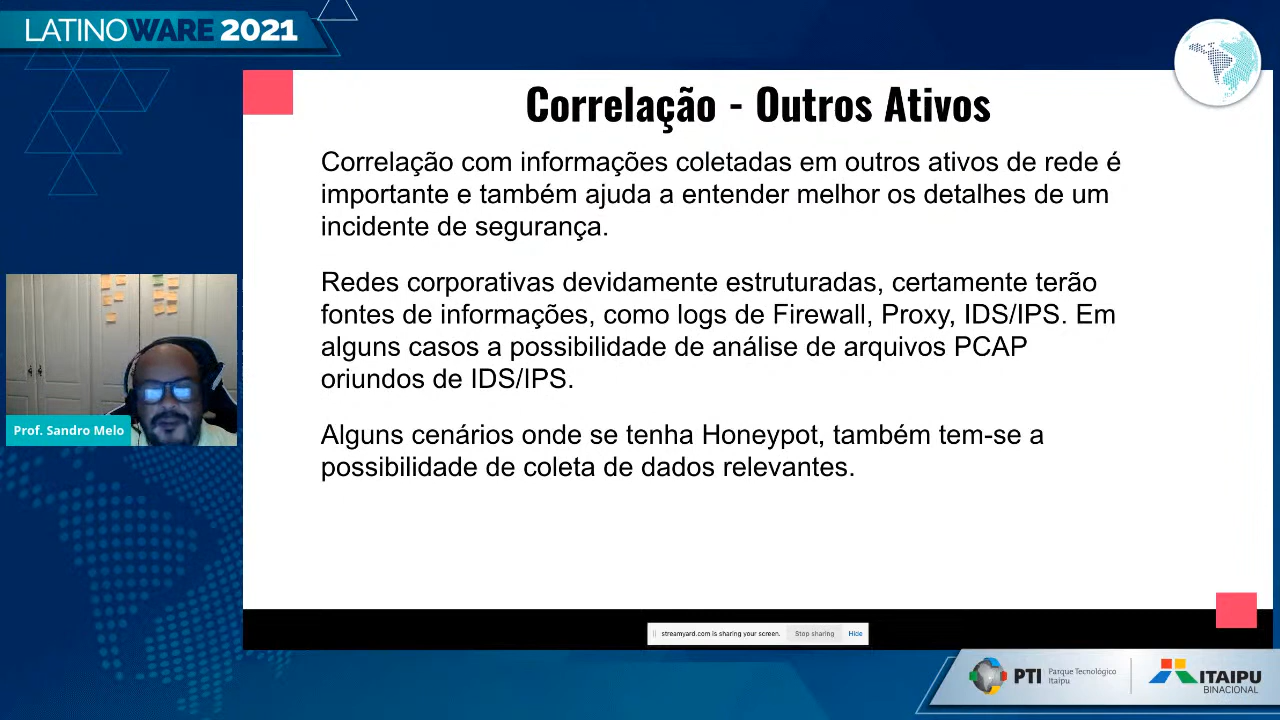 LATINOWARE 2021
Correlação - Outros Ativos
Correlação com informações coletadas em outros ativos de rede é
importante e também ajuda a entender melhor os detalhes de um
incidente de segurança.
Redes corporativas devidamente estruturadas, certamente terão
fontes de informações, como logs de Firewall, Proxy, IDS/IPS. Em
alguns casos a possibilidade de análise de arquivos PCAP
oriundos de IDS/IPS.
Alguns cenários onde se tenha Honeypot, também tem-se a
possibilidade de coleta de dados relevantes.
Prof. Sandro Melo
streamyard.com is sharing your screen. Stop sharing Hide
PTI Parque Tecnológico
Itaipu
ITAIPU
BINACIONAL